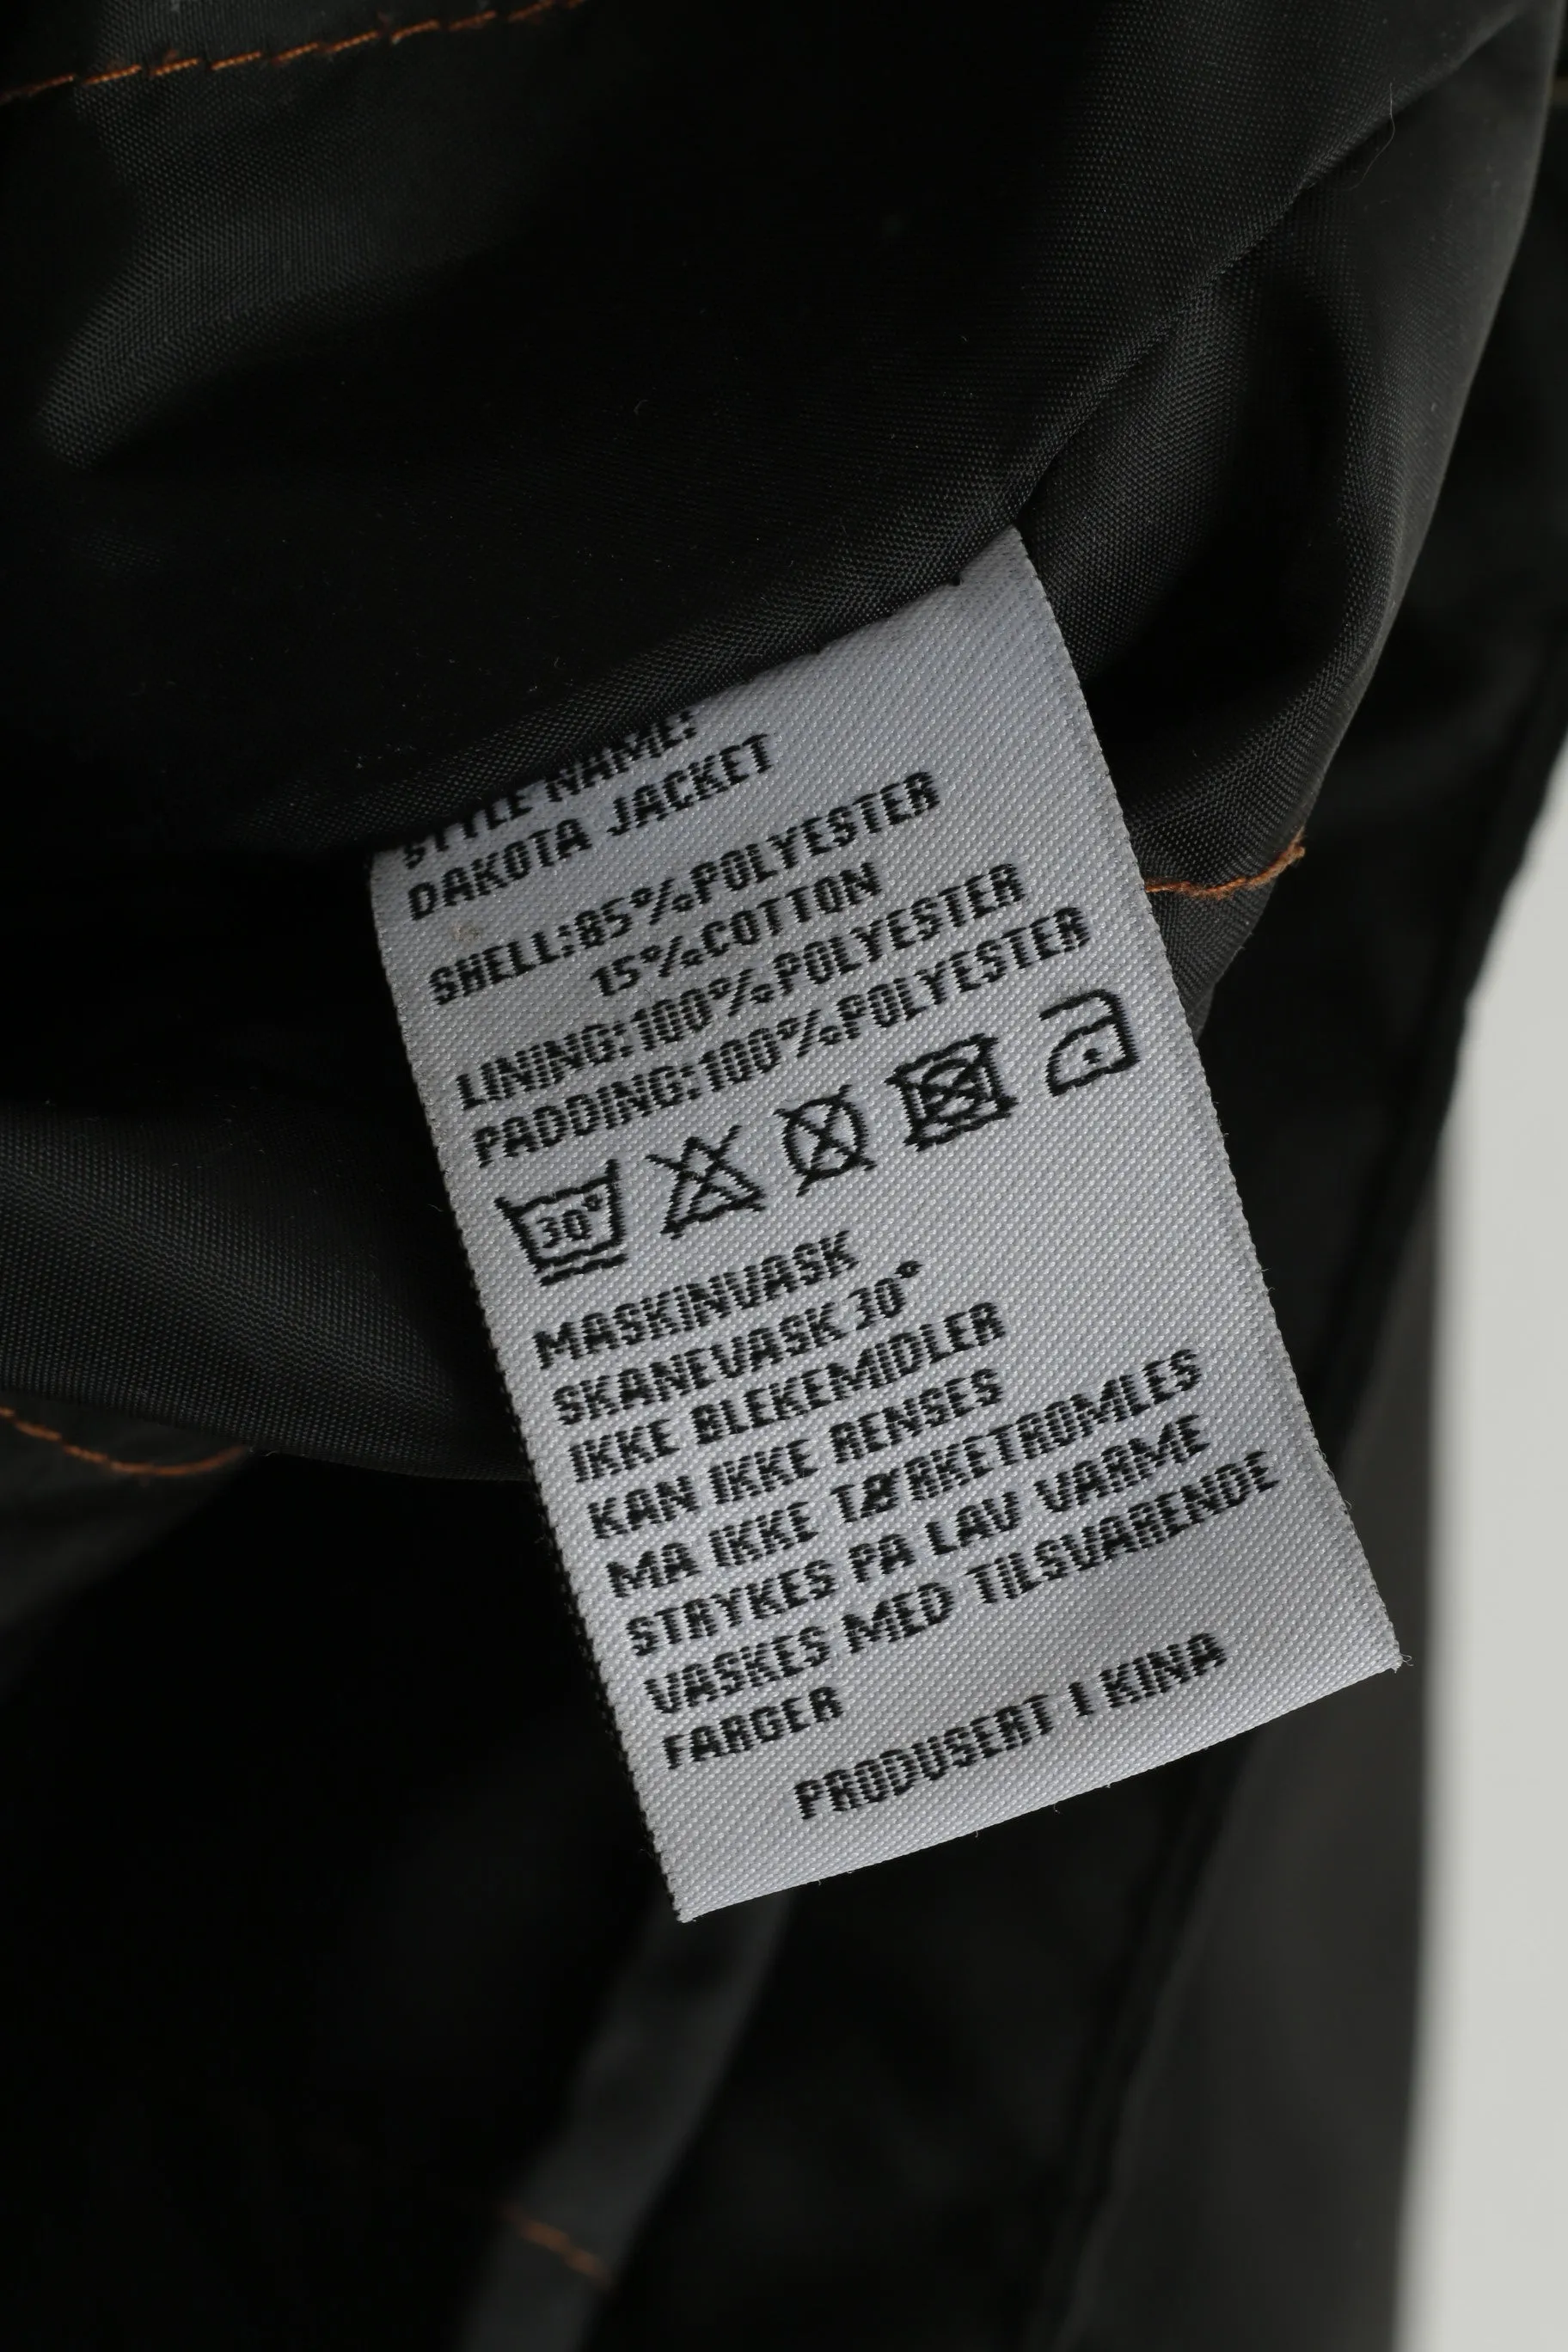 STYLE NAME:
DAKOTA JACKET
SHELL:85%POLYESTER
15%COTTON
LINING:100%POLYESTER
PADDING:100%POLYESTER
30°
MASKINVASK
SKANEVASK 30°
IKKE BLEKEMIDLER
KAN IKKE RENSES
MA IKKE TØRKETROMLES
STRYKES PA LAV VARME
VASKES MED TILSVARENDE
FARGER
PRODUSERT I KINA